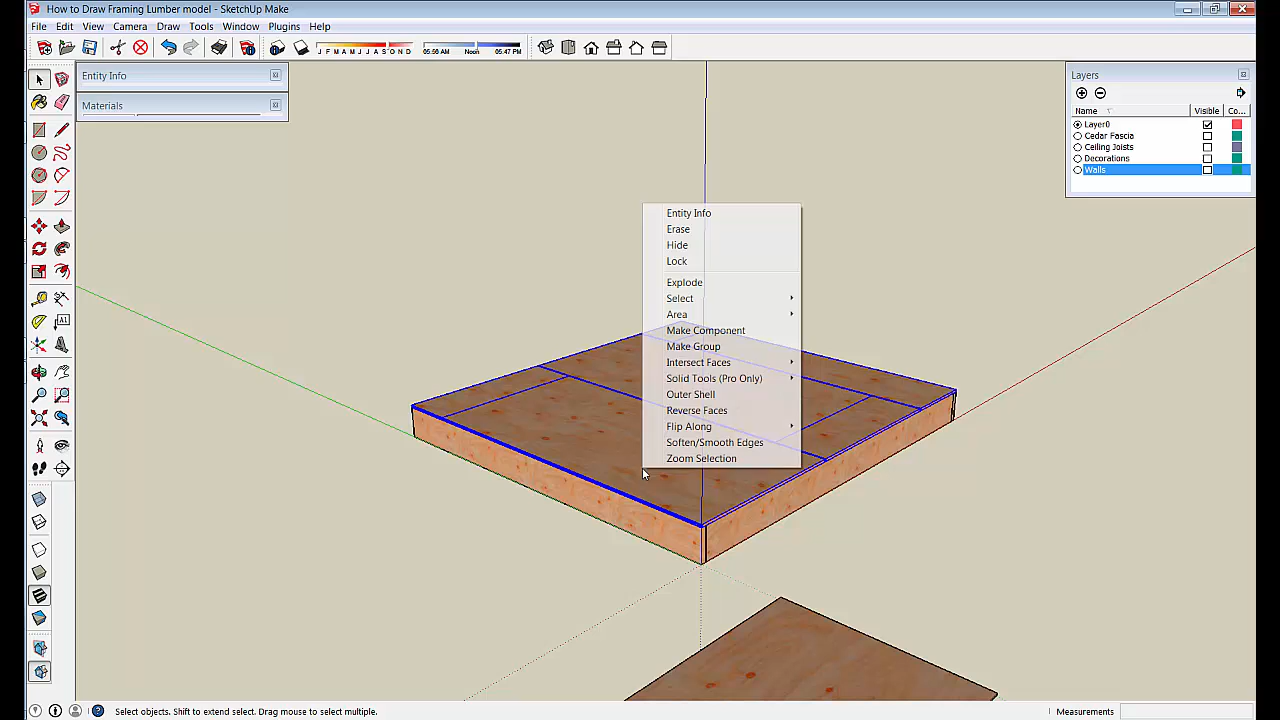 How to Draw Framing Lumber model - SketchUp Make
File Edit View Camera Draw Tools Window Plugins Help
J F M A M J J A S O N D
05:56 AM Noon 05:47 PM
Entity Info
Materials
Layers
Name Visible Co...
Layer0
Cedar Fascia
Ceiling Joists
Decorations
Walls
Entity Info
Erase
Hide
Lock
Explode
Select
Area
Make Component
Make Group
Intersect Faces
Solid Tools (Pro Only)
Outer Shell
Reverse Faces
Flip Along
Soften/Smooth Edges
Zoom Selection
Select objects. Shift to extend select. Drag mouse to select multiple.
Measurements